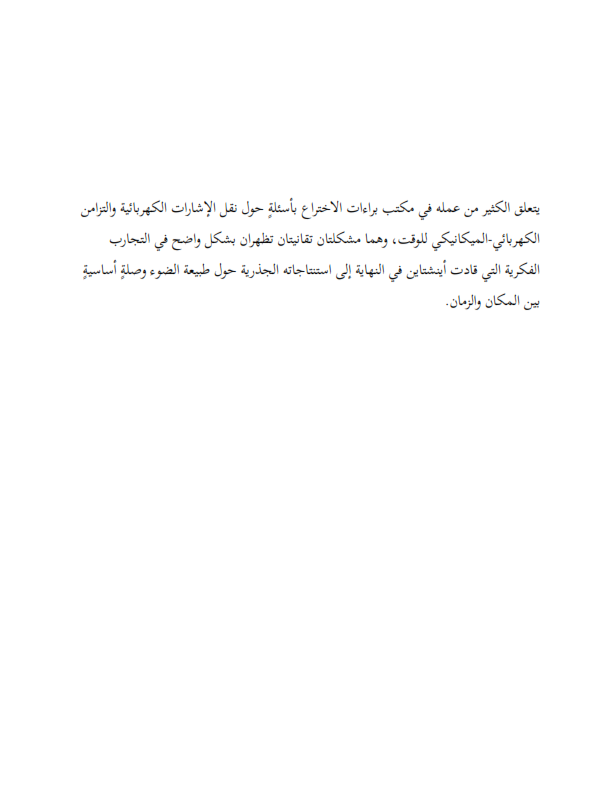 يتعلق الكثير من عمله في مكتب براءات الاختراع بأسئلةٍ حول نقل الإشارات الكهربائية والتزامن
الكهربائي-الميكانيكي للوقت، وهما مشكلتان تقانيتان تظهران بشكل واضح في التجارب
الفكرية التي قادت أينشتاين في النهاية إلى استنتاجاته الجذرية حول طبيعة الضوء وصلةٍ أساسيةٍ
بين المكان والزمان.